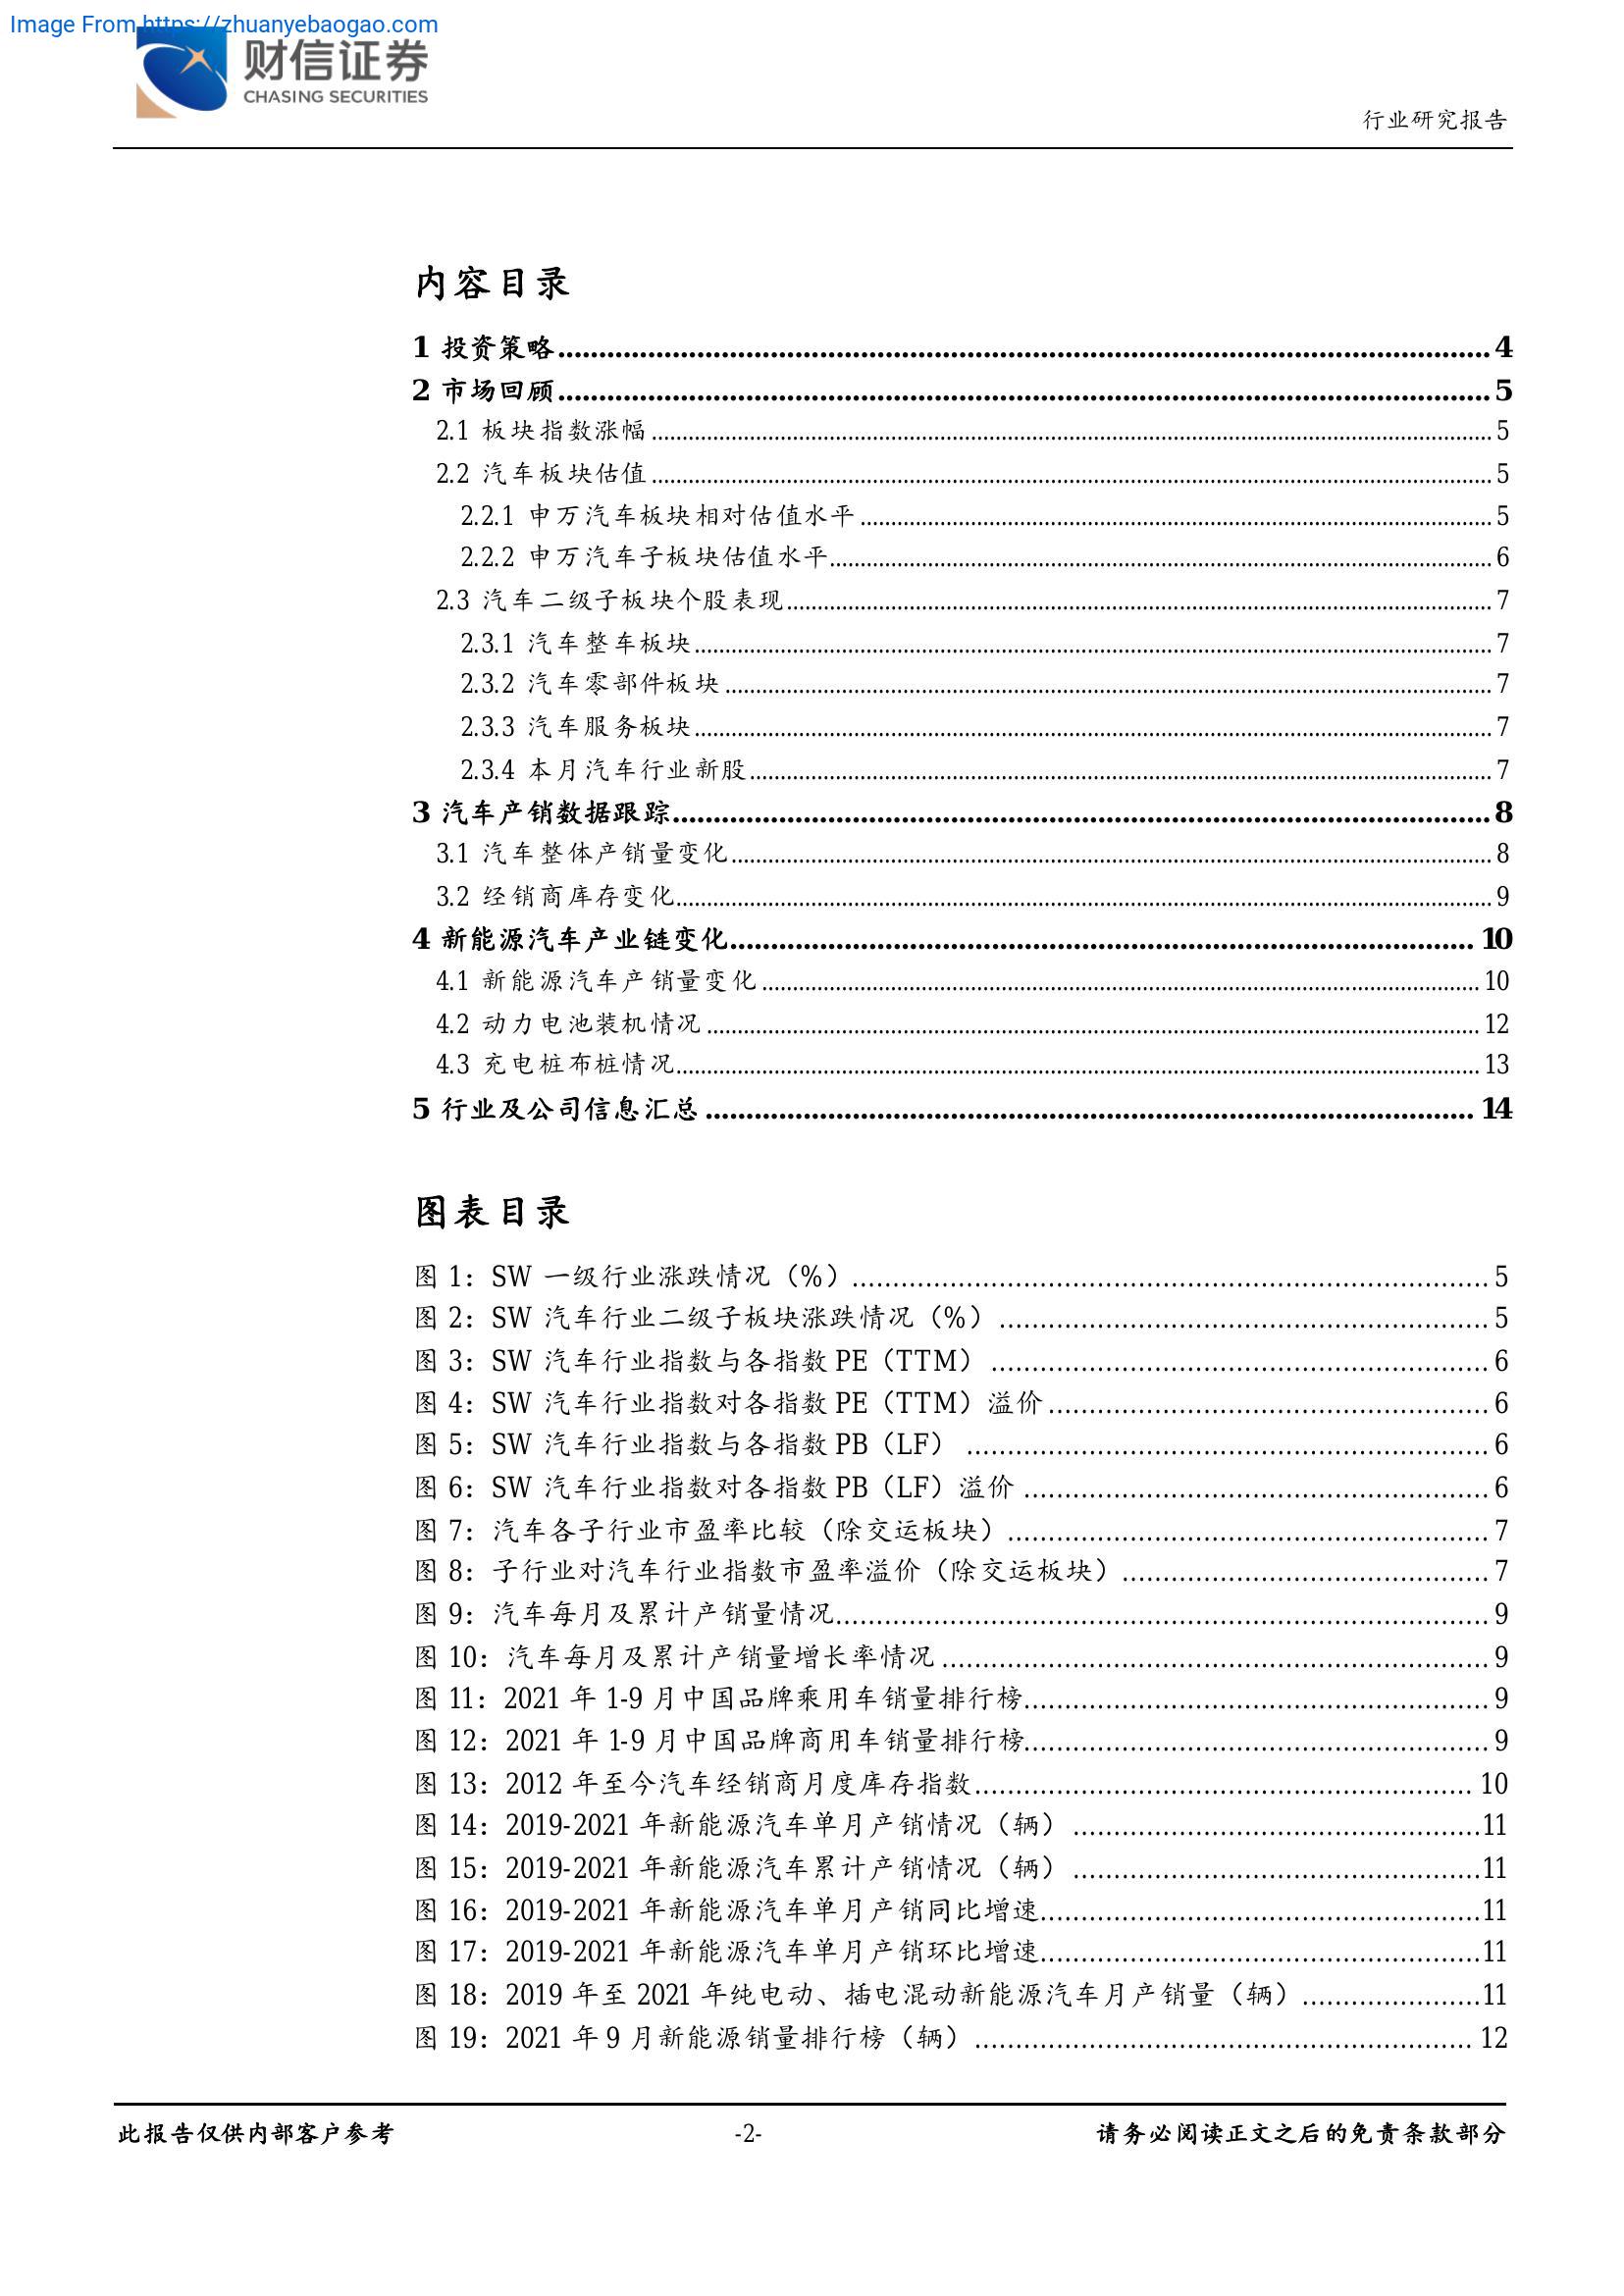 Image From https://zhuanyebaogao.com
财信证券
CHASING SECURITIES
行业研究报告
内容目录
1 投资策略........................................ 4
2 市场回顾........................................ 5
2.1 板块指数涨幅........................................ 5
2.2 汽车板块估值........................................ 5
2.2.1 申万汽车板块相对估值水平........................................ 5
2.2.2 申万汽车子板块估值水平........................................ 6
2.3 汽车二级子板块个股表现........................................ 7
2.3.1 汽车整车板块........................................ 7
2.3.2 汽车零部件板块........................................ 7
2.3.3 汽车服务板块........................................ 7
2.3.4 本月汽车行业新股........................................ 7
3 汽车产销数据跟踪........................................ 8
3.1 汽车整体产销量变化........................................ 8
3.2 经销商库存变化........................................ 9
4 新能源汽车产业链变化........................................ 10
4.1 新能源汽车产销量变化........................................ 10
4.2 动力电池装机情况........................................ 12
4.3 充电桩布桩情况........................................ 13
5 行业及公司信息汇总........................................ 14
图表目录
图 1：SW 一级行业涨跌情况（%）........................................ 5
图 2：SW 汽车行业二级子板块涨跌情况（%）........................................ 5
图 3：SW 汽车行业指数与各指数 PE（TTM）........................................ 6
图 4：SW 汽车行业指数对各指数 PE（TTM）溢价........................................ 6
图 5：SW 汽车行业指数与各指数 PB（LF）........................................ 6
图 6：SW 汽车行业指数对各指数 PB（LF）溢价........................................ 6
图 7：汽车各子行业市盈率比较（除交运板块）........................................ 7
图 8：子行业对汽车行业指数市盈率溢价（除交运板块）........................................ 7
图 9：汽车每月及累计产销量情况........................................ 9
图 10：汽车每月及累计产销量增长率情况........................................ 9
图 11：2021 年 1-9 月中国品牌乘用车销量排行榜........................................ 9
图 12：2021 年 1-9 月中国品牌商用车销量排行榜........................................ 9
图 13：2012 年至今汽车经销商月度库存指数........................................ 10
图 14：2019-2021 年新能源汽车单月产销情况（辆）........................................ 11
图 15：2019-2021 年新能源汽车累计产销情况（辆）........................................ 11
图 16：2019-2021 年新能源汽车单月产销同比增速........................................ 11
图 17：2019-2021 年新能源汽车单月产销环比增速........................................ 11
图 18：2019 年至 2021 年纯电动、插电混动新能源汽车月产销量（辆）........................................ 11
图 19：2021 年 9 月新能源销量排行榜（辆）........................................ 12
此报告仅供内部客户参考 -2- 请务必阅读正文之后的免责条款部分